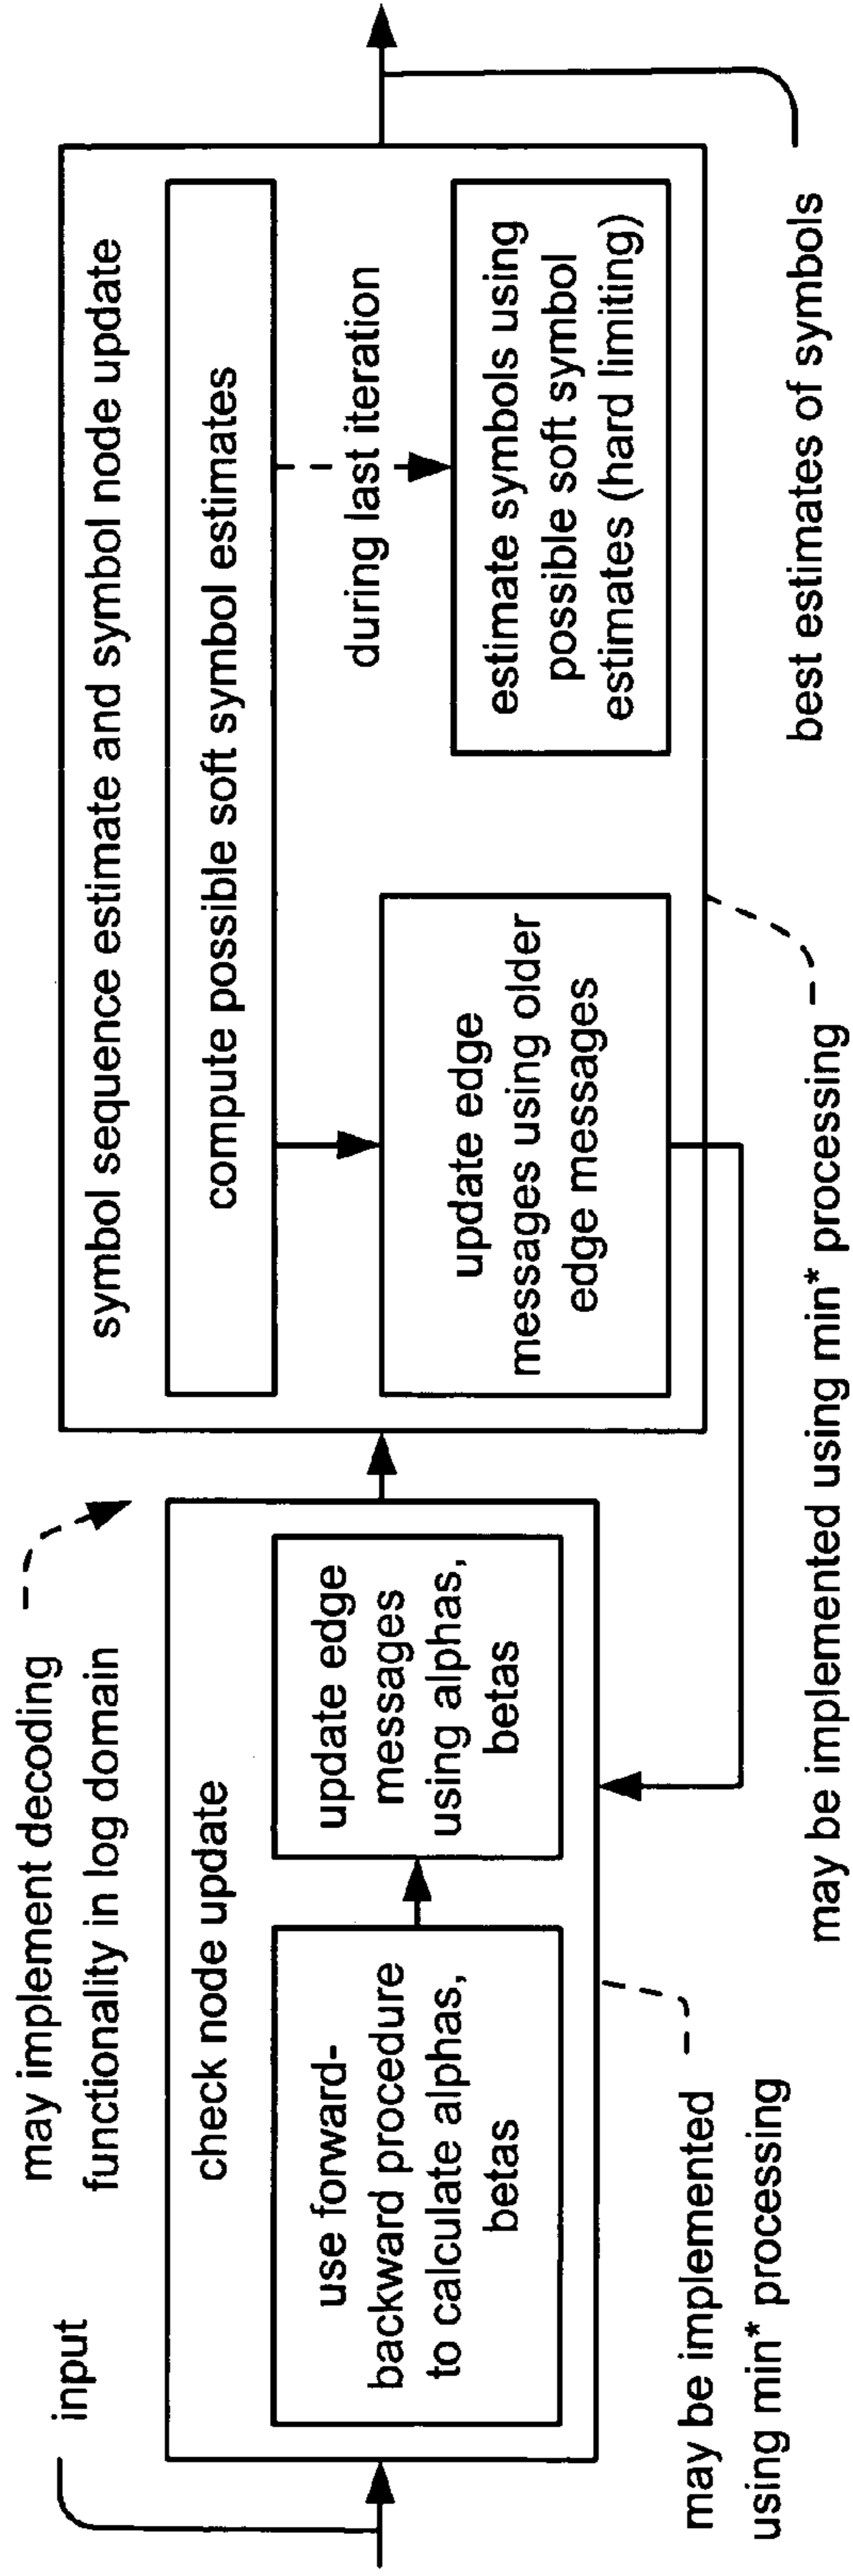 input
may implement decoding
functionality in log domain
check node update
use forward-
backward procedure
to calculate alphas,
betas
update edge
messages
using alphas,
betas
may be implemented
using min* processing
symbol sequence estimate and symbol node update
compute possible soft symbol estimates
during last iteration
update edge
messages using older
edge messages
estimate symbols using
possible soft symbol
estimates (hard limiting)
best estimates of symbols
may be implemented using min* processing